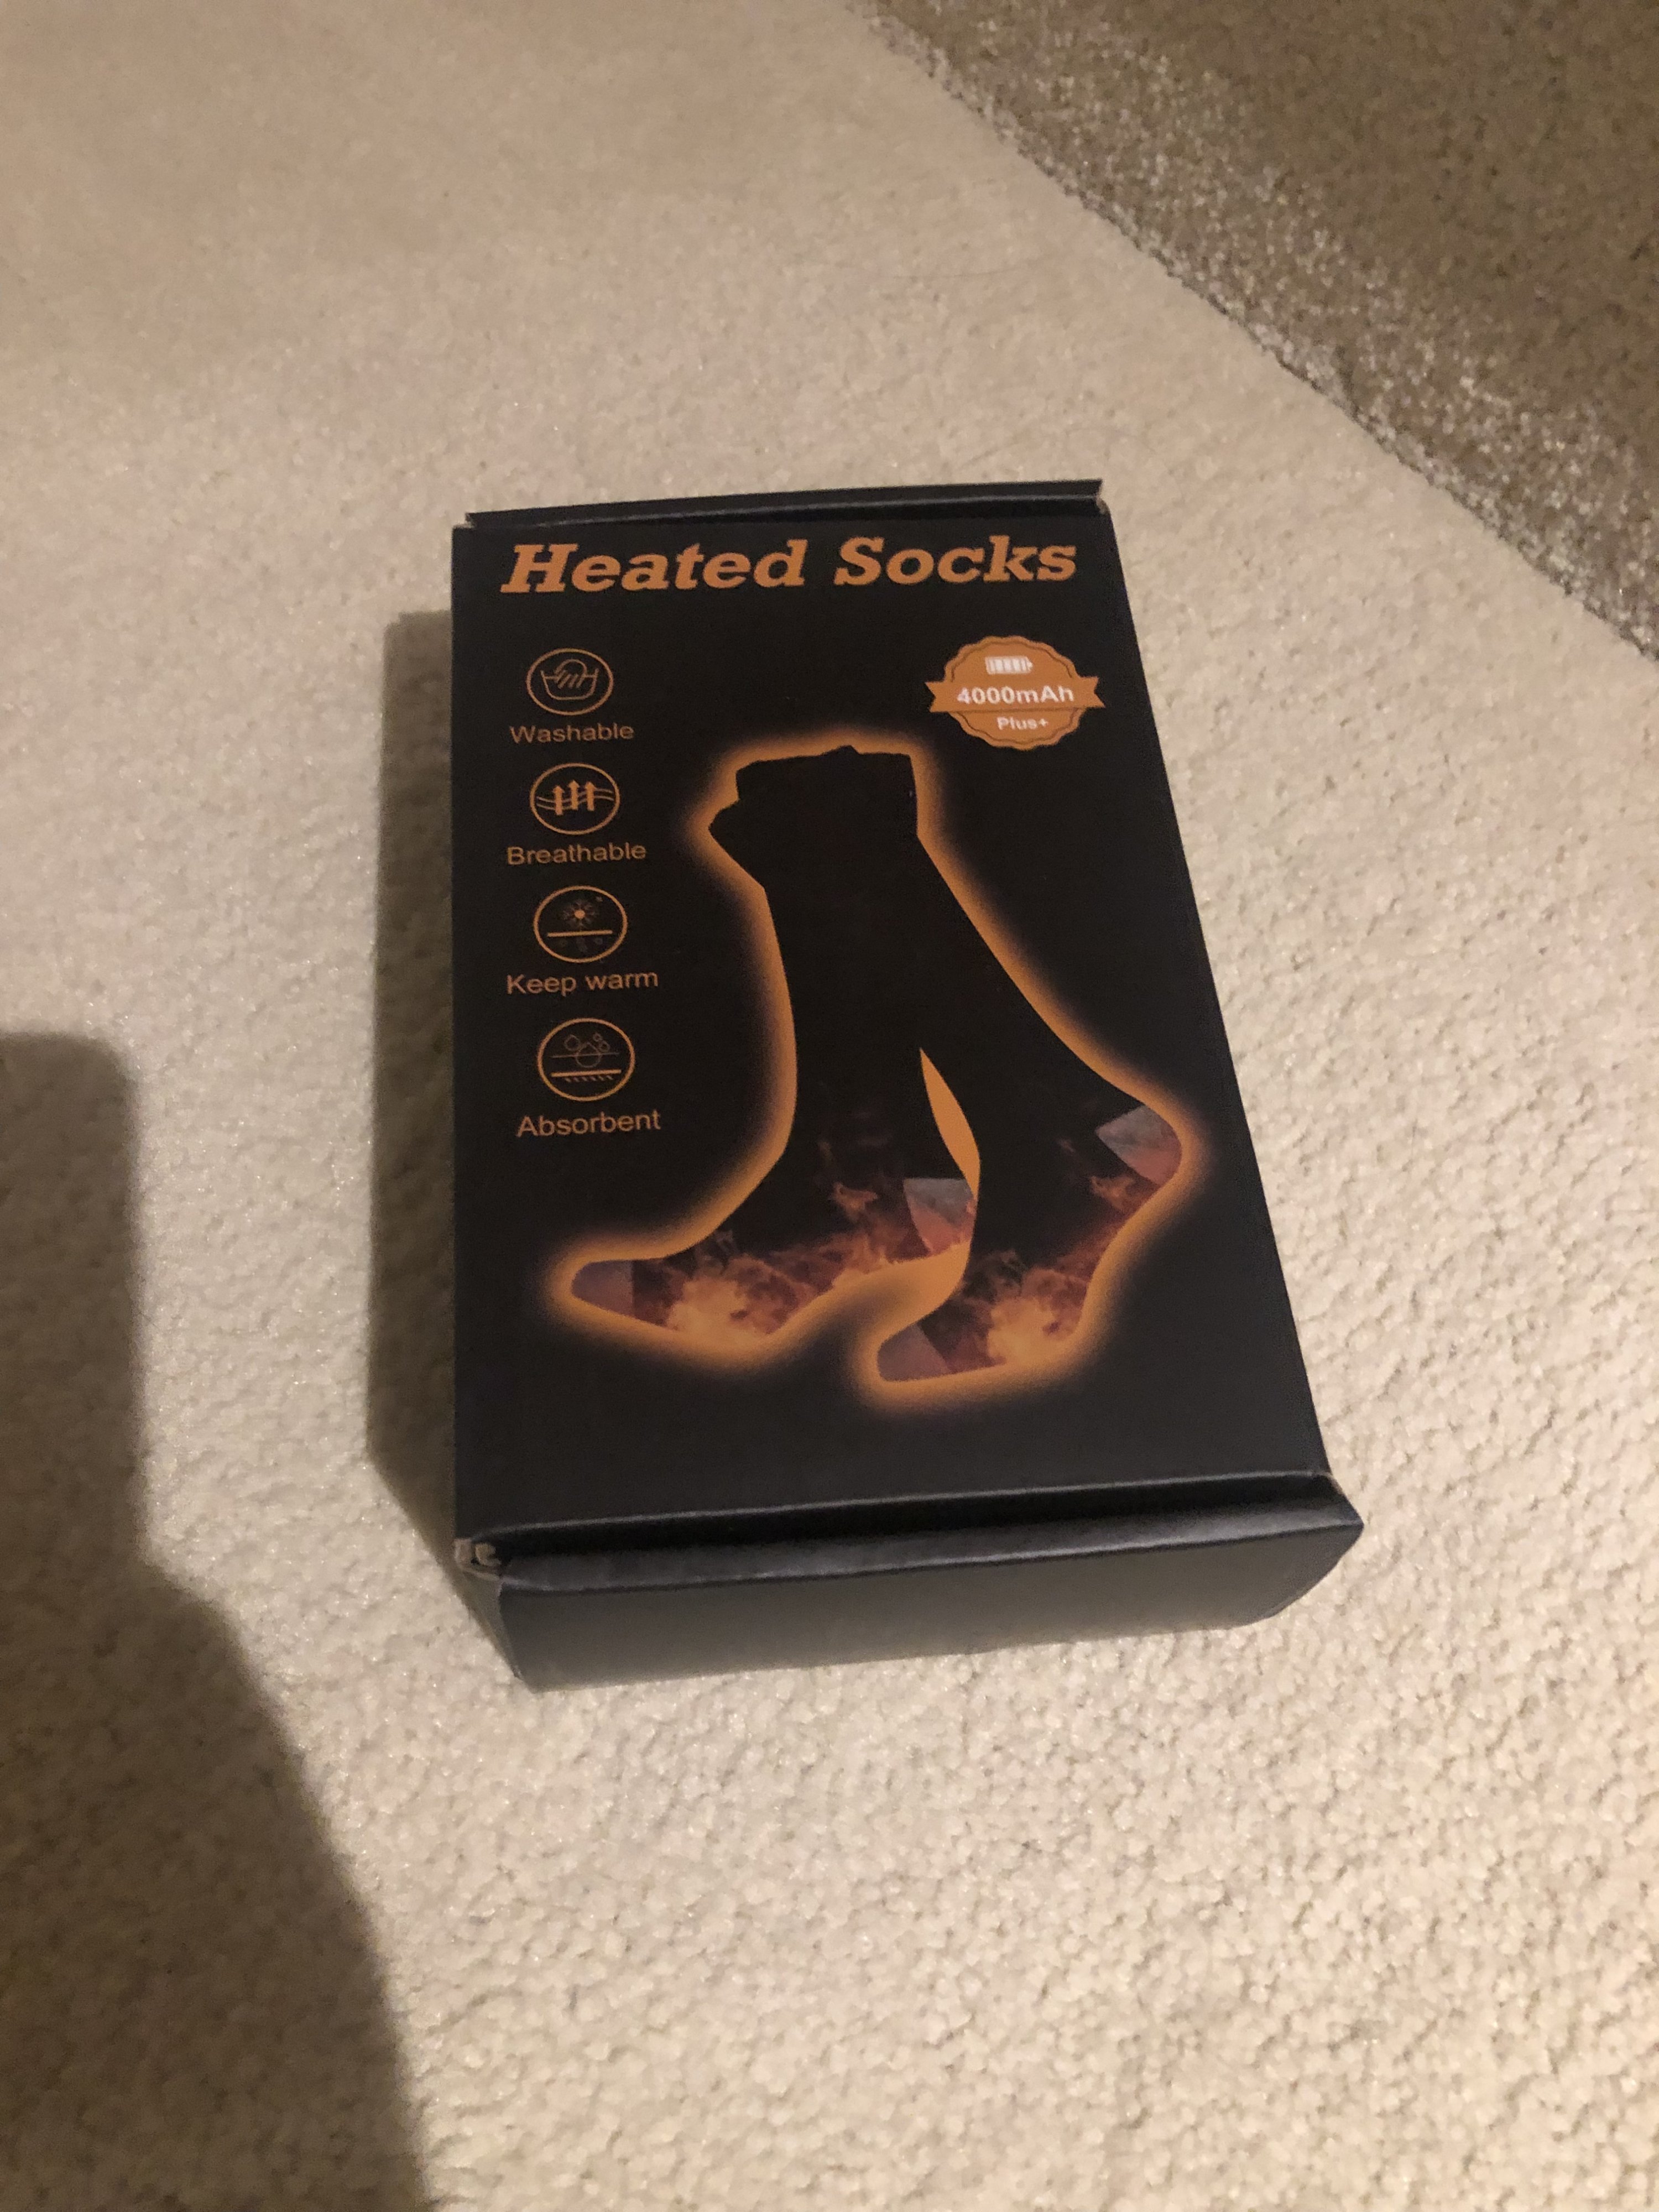 Heated Socks
4000mAh
Plus+
Washable
Breathable
Keep warm
Absorbent